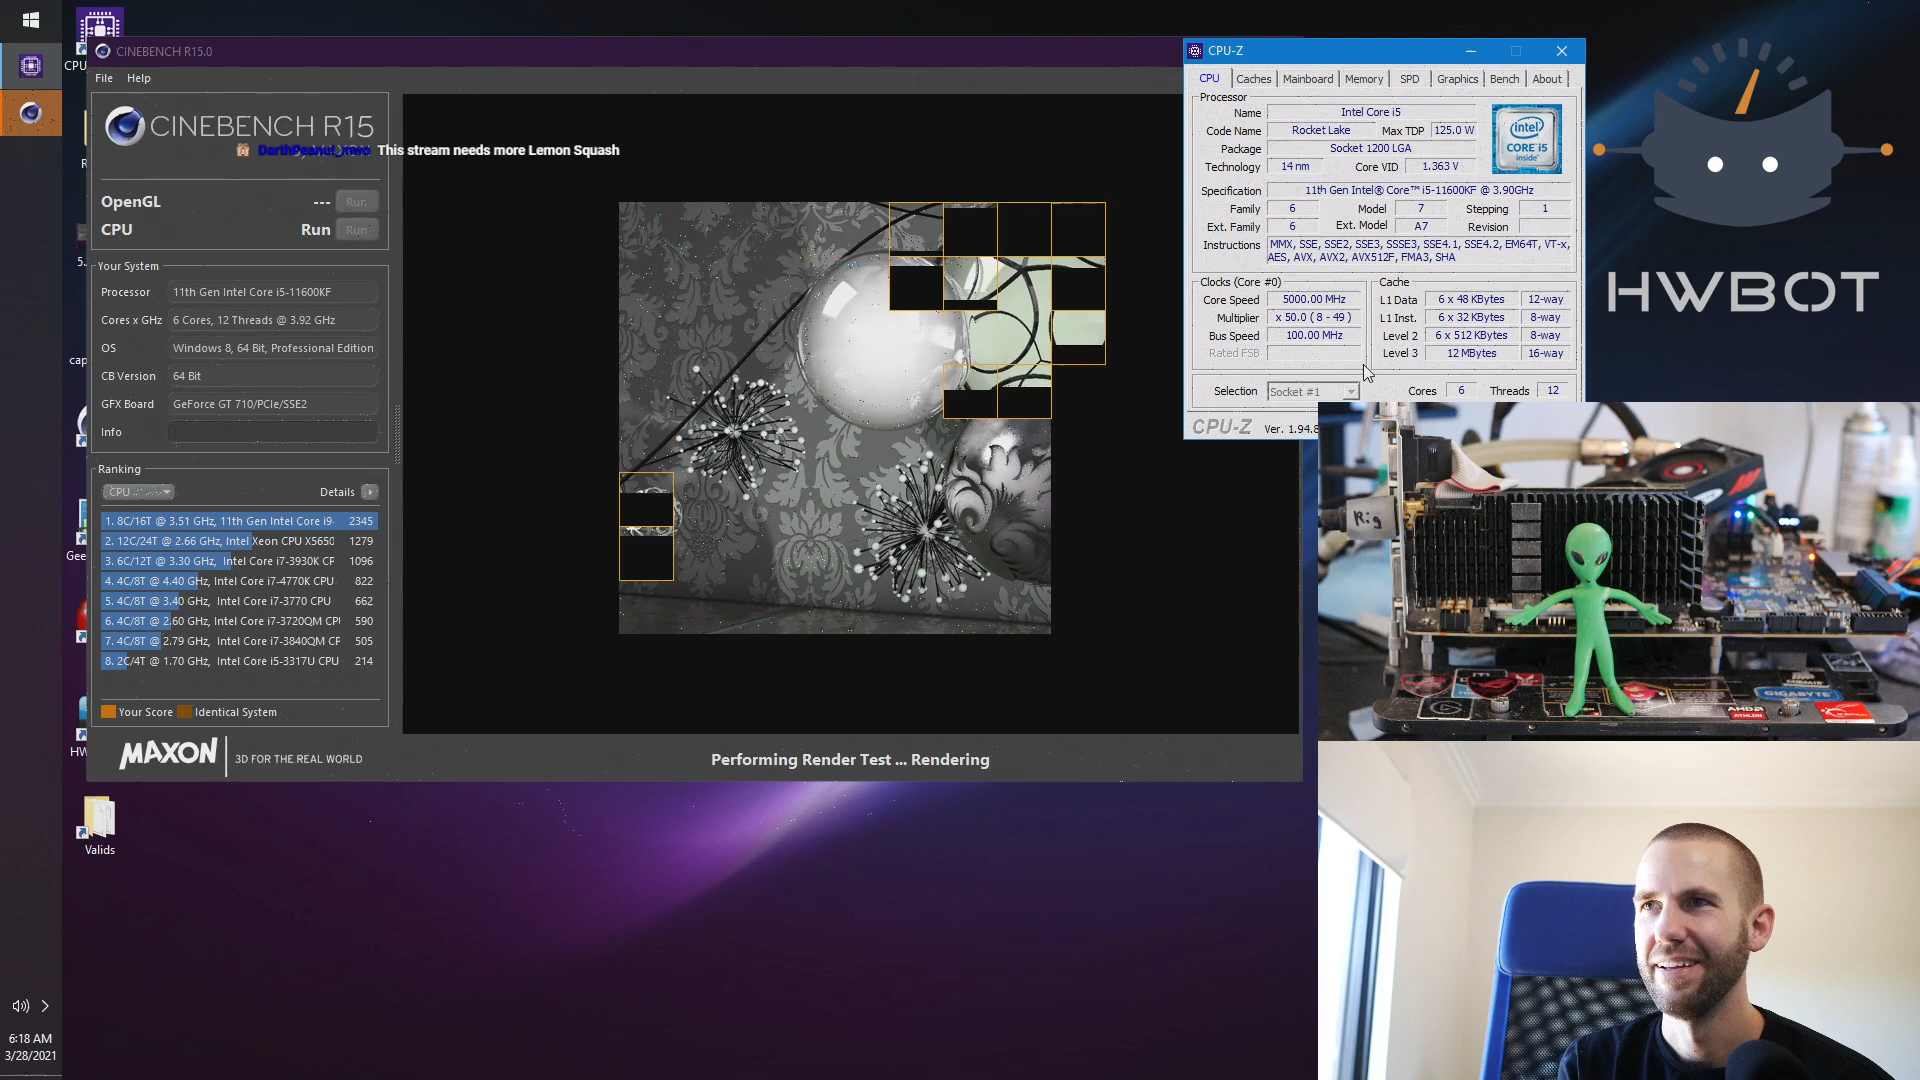 CINEBENCH R15.0
File Help
CINEBENCH R15
This stream needs more Lemon Squash
OpenGL --- Run
CPU Run Run
Your System
Processor 11th Gen Intel Core i5-11600KF
Cores x GHz 6 Cores, 12 Threads @ 3.92 GHz
OS Windows 8, 64 Bit, Professional Edition
CB Version 64 Bit
GFX Board GeForce GT 710/PCIe/SSE2
Info
Ranking
CPU Details
1. 8C/16T @ 3.51 GHz, 11th Gen Intel Core i9- 2345
2. 12C/24T @ 2.66 GHz, Intel Xeon CPU X5650 1279
3. 6C/12T @ 3.30 GHz, Intel Core i7-3930K CP 1096
4. 4C/8T @ 4.40 GHz, Intel Core i7-4770K CPU 822
5. 4C/8T @ 3.40 GHz, Intel Core i7-3770 CPU 662
6. 4C/8T @ 2.60 GHz, Intel Core i7-3720QM CPU 590
7. 4C/8T @ 2.79 GHz, Intel Core i7-3840QM CP 505
8. 2C/4T @ 1.70 GHz, Intel Core i5-3317U CPU 214
Your Score Identical System
MAXON 3D FOR THE REAL WORLD
Performing Render Test ... Rendering
CPU-Z
CPU Caches Mainboard Memory SPD Graphics Bench About
Processor
Name Intel Core i5
Code Name Rocket Lake Max TDP 125.0 W
Package Socket 1200 LGA
Technology 14 nm Core VID 1.363 V
intel
CORE i5
inside
Specification 11th Gen Intel® Core™ i5-11600KF @ 3.90GHz
Family 6 Model 7 Stepping 1
Ext. Family 6 Ext. Model A7 Revision
Instructions MMX, SSE, SSE2, SSE3, SSSE3, SSE4.1, SSE4.2, EM64T, VT-x,
AES, AVX, AVX2, AVX512F, FMA3, SHA
Clocks (Core #0)
Core Speed 5000.00 MHz
Multiplier x 50.0 ( 8 - 49 )
Bus Speed 100.00 MHz
Rated FSB
Cache
L1 Data 6 x 48 KBytes 12-way
L1 Inst. 6 x 32 KBytes 8-way
Level 2 6 x 512 KBytes 8-way
Level 3 12 MBytes 16-way
Selection Socket #1 Cores 6 Threads 12
CPU-Z Ver. 1.94.8
HWBOT
Rig
GIGABYTE
AMD
ATHLON
CPU
R
5.
cap
Gee
HW
Valids
6:18 AM
3/28/2021